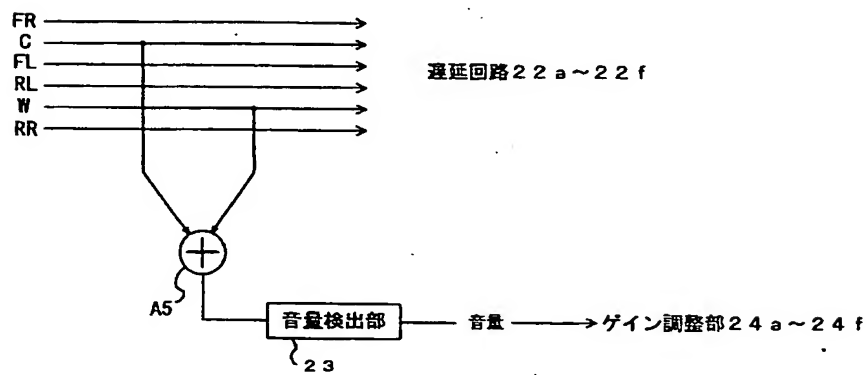 FR
C
FL
RL
W
RR
遅延回路22a～22f
A5
音量検出部
音量
ゲイン調整部24a～24f
23